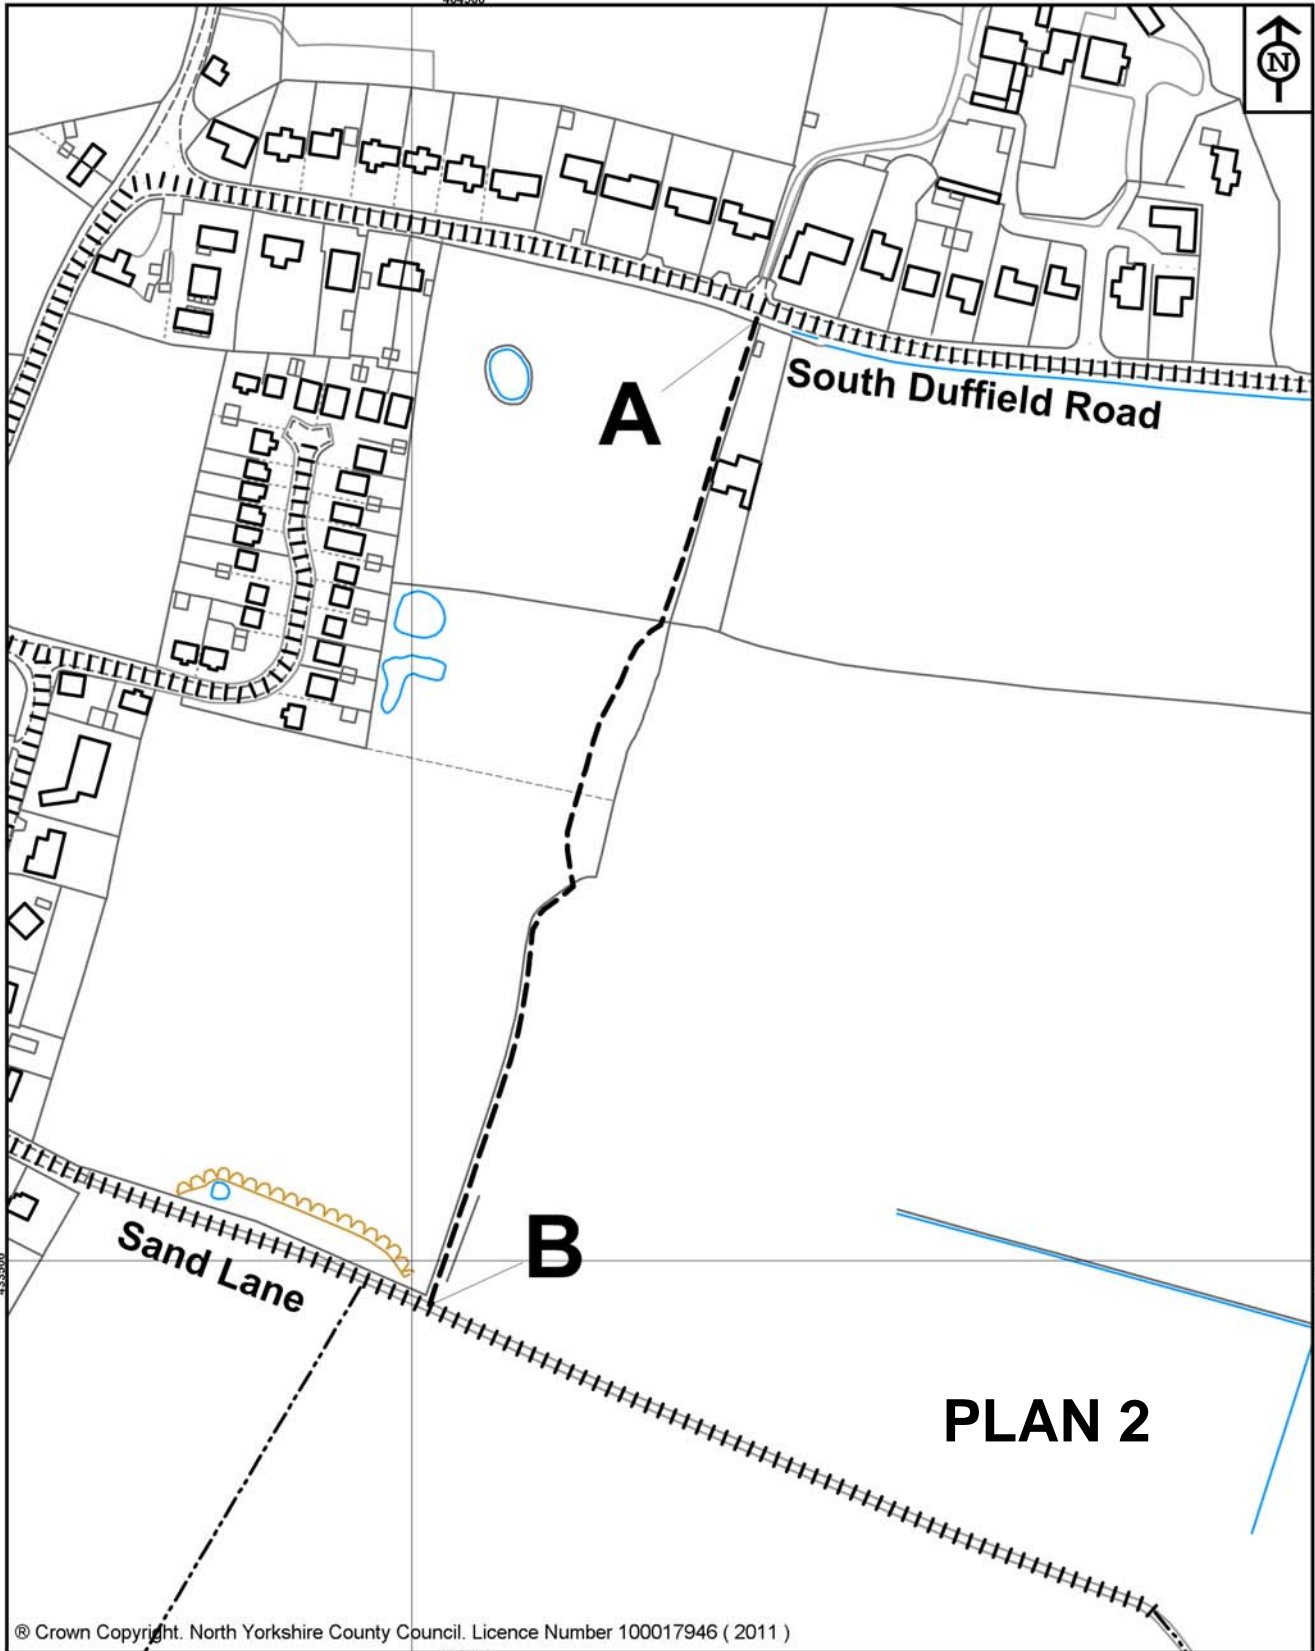 N
A
South Duffield Road
B
Sand Lane
PLAN 2
® Crown Copyright. North Yorkshire County Council. Licence Number 100017946 ( 2011 )